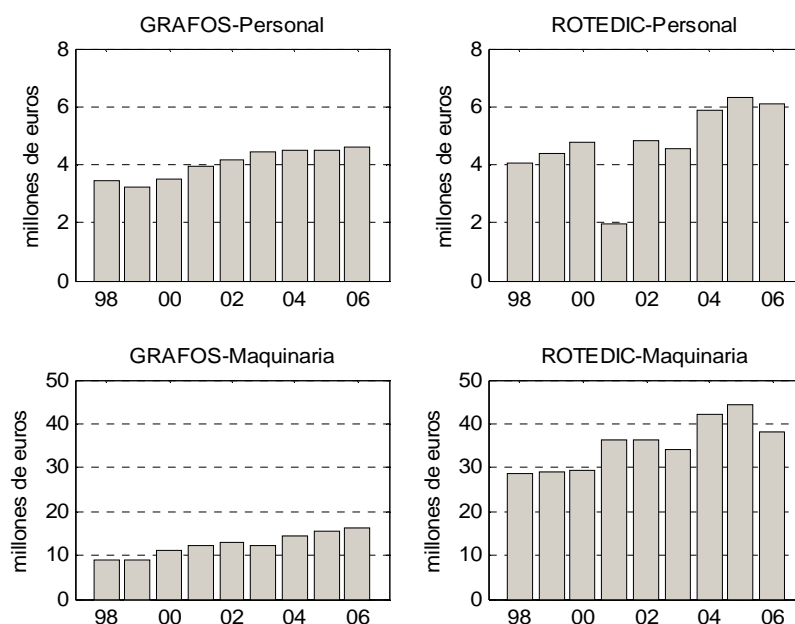 GRAFOS-Personal
8
6
4
2
0
millones de euros
98 00 02 04 06
ROTEDIC-Personal
8
6
4
2
0
millones de euros
98 00 02 04 06
GRAFOS-Maquinaria
50
40
30
20
10
0
millones de euros
98 00 02 04 06
ROTEDIC-Maquinaria
50
40
30
20
10
0
millones de euros
98 00 02 04 06